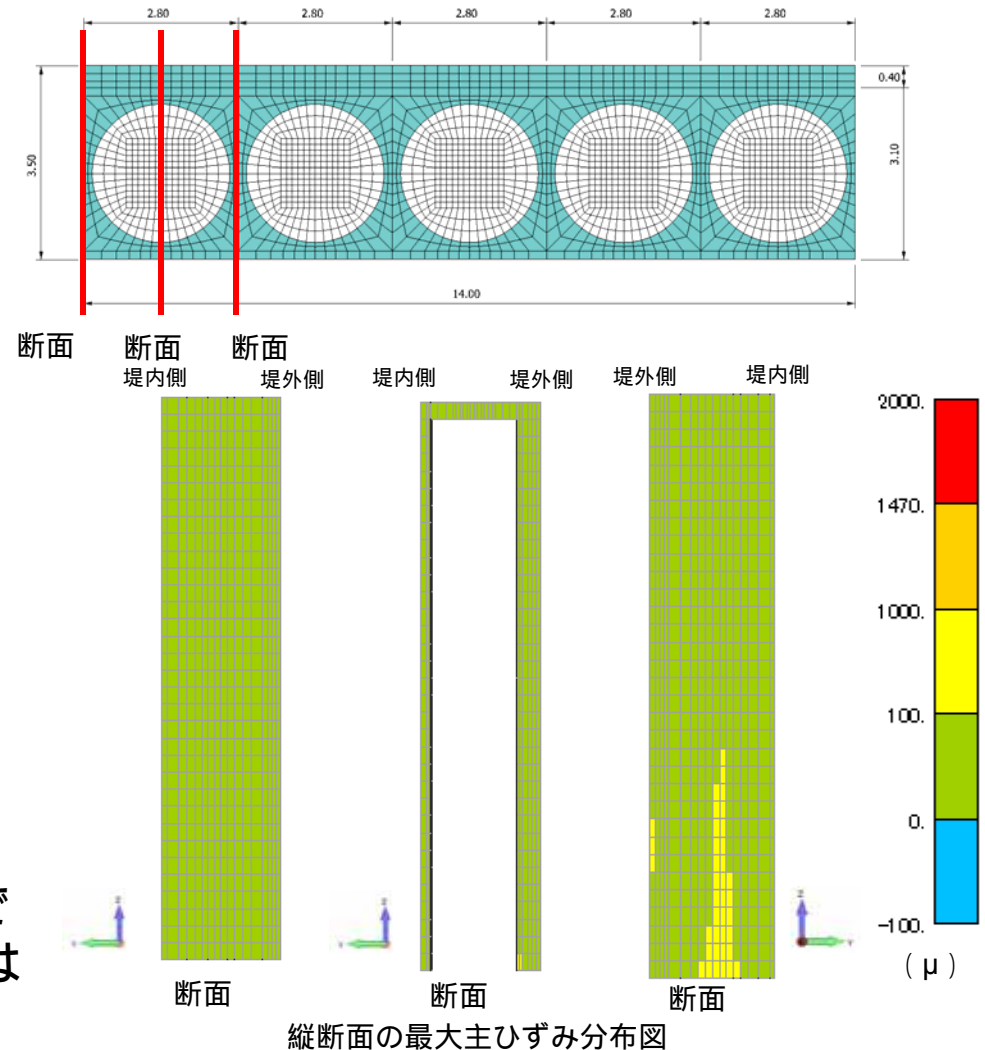 2.80 2.80 2.80 2.80 2.80
0.40
3.50
3.10
14.00
断面 断面 断面
堤内側 堤外側 堤内側 堤外側 堤外側 堤内側
2000.
1470.
1000.
100.
0.
-100.
(μ)
で
は
Z Y Z Y Z Y
断面 断面 断面
縦断面の最大主ひずみ分布図